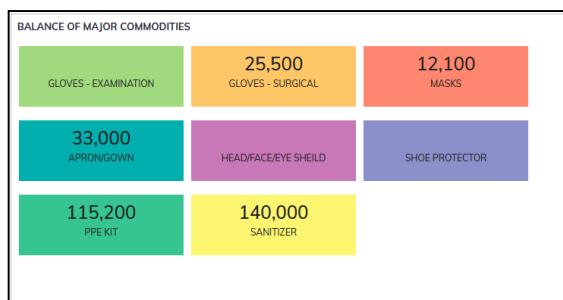 BALANCE OF MAJOR COMMODITIES
GLOVES - EXAMINATION
25,500
GLOVES - SURGICAL
12,100
MASKS
33,000
APRON/GOWN
HEAD/FACE/EYE SHEILD
SHOE PROTECTOR
115,200
PPE KIT
140,000
SANITIZER